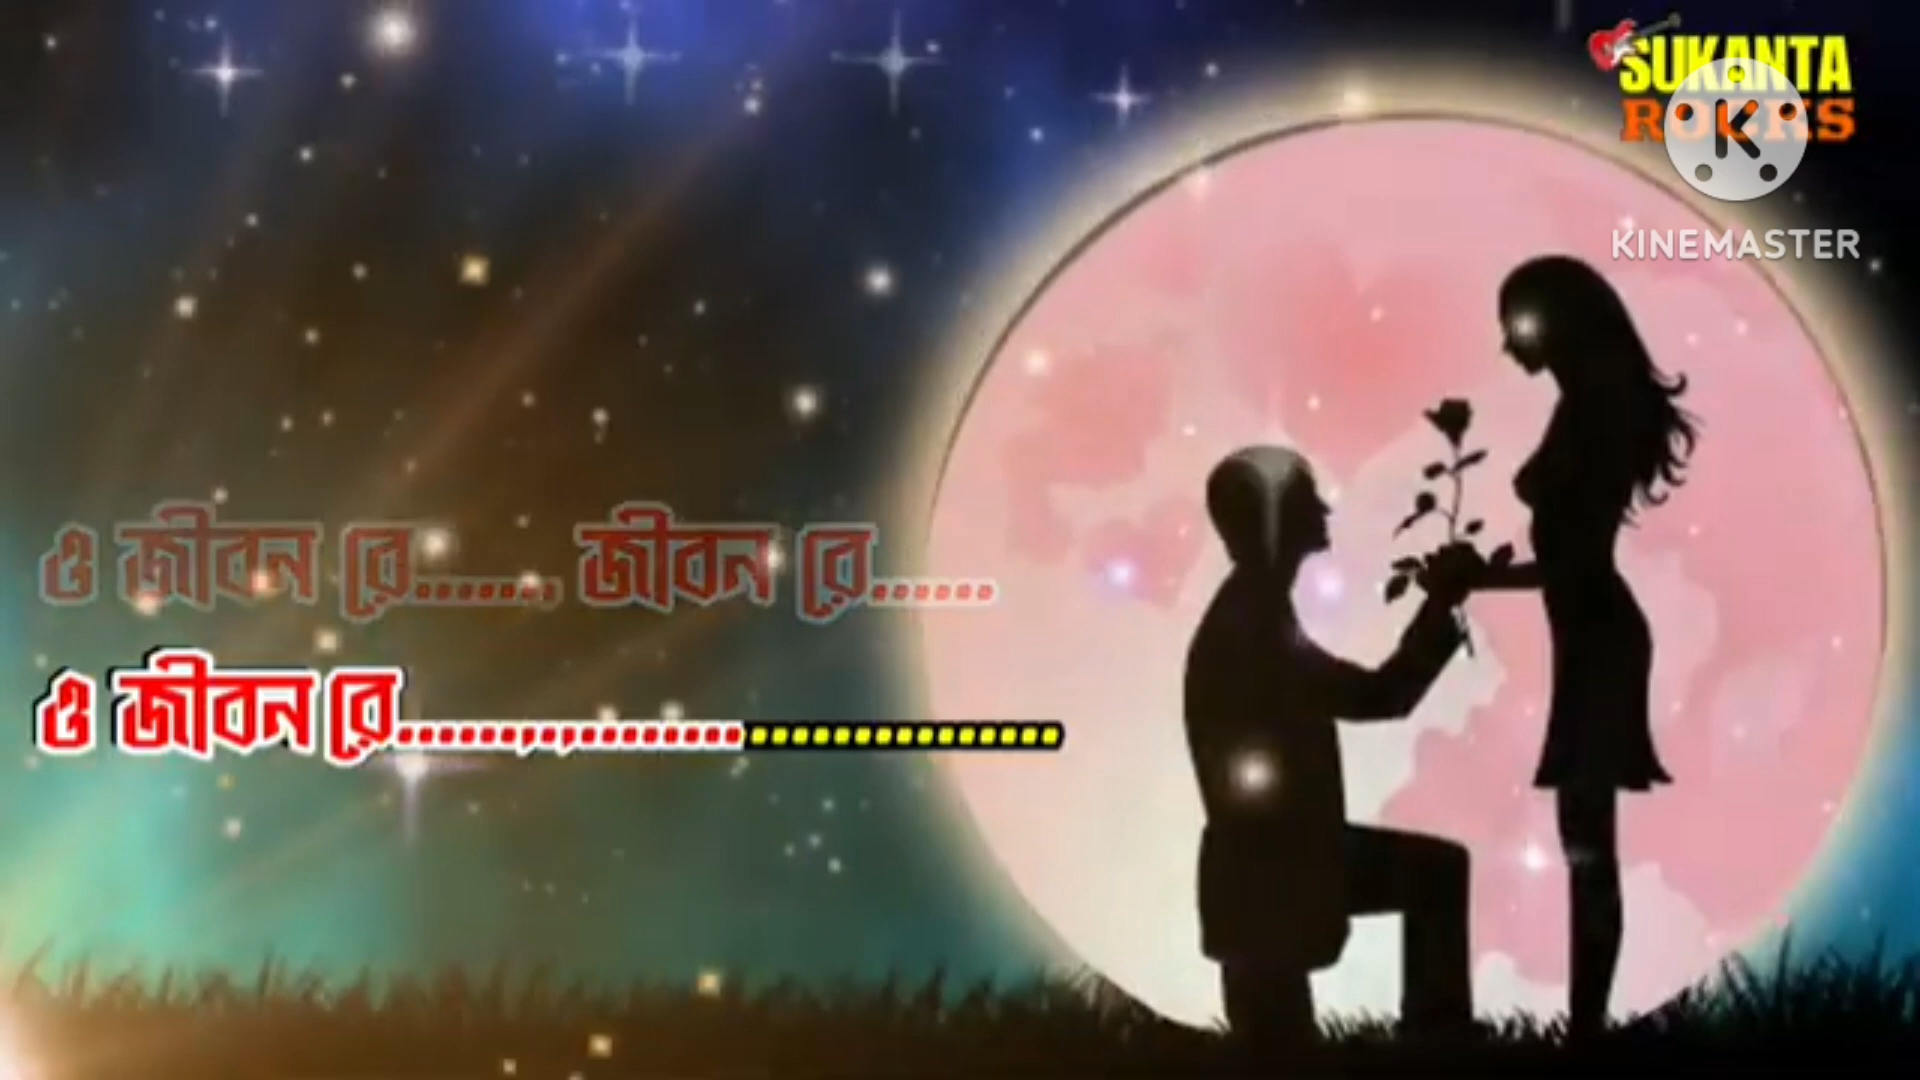 SUKANTA
ROCKS
KINEMASTER
ও জীবন রে......., জীবন রে......
ও জীবন রে......,.,.......................